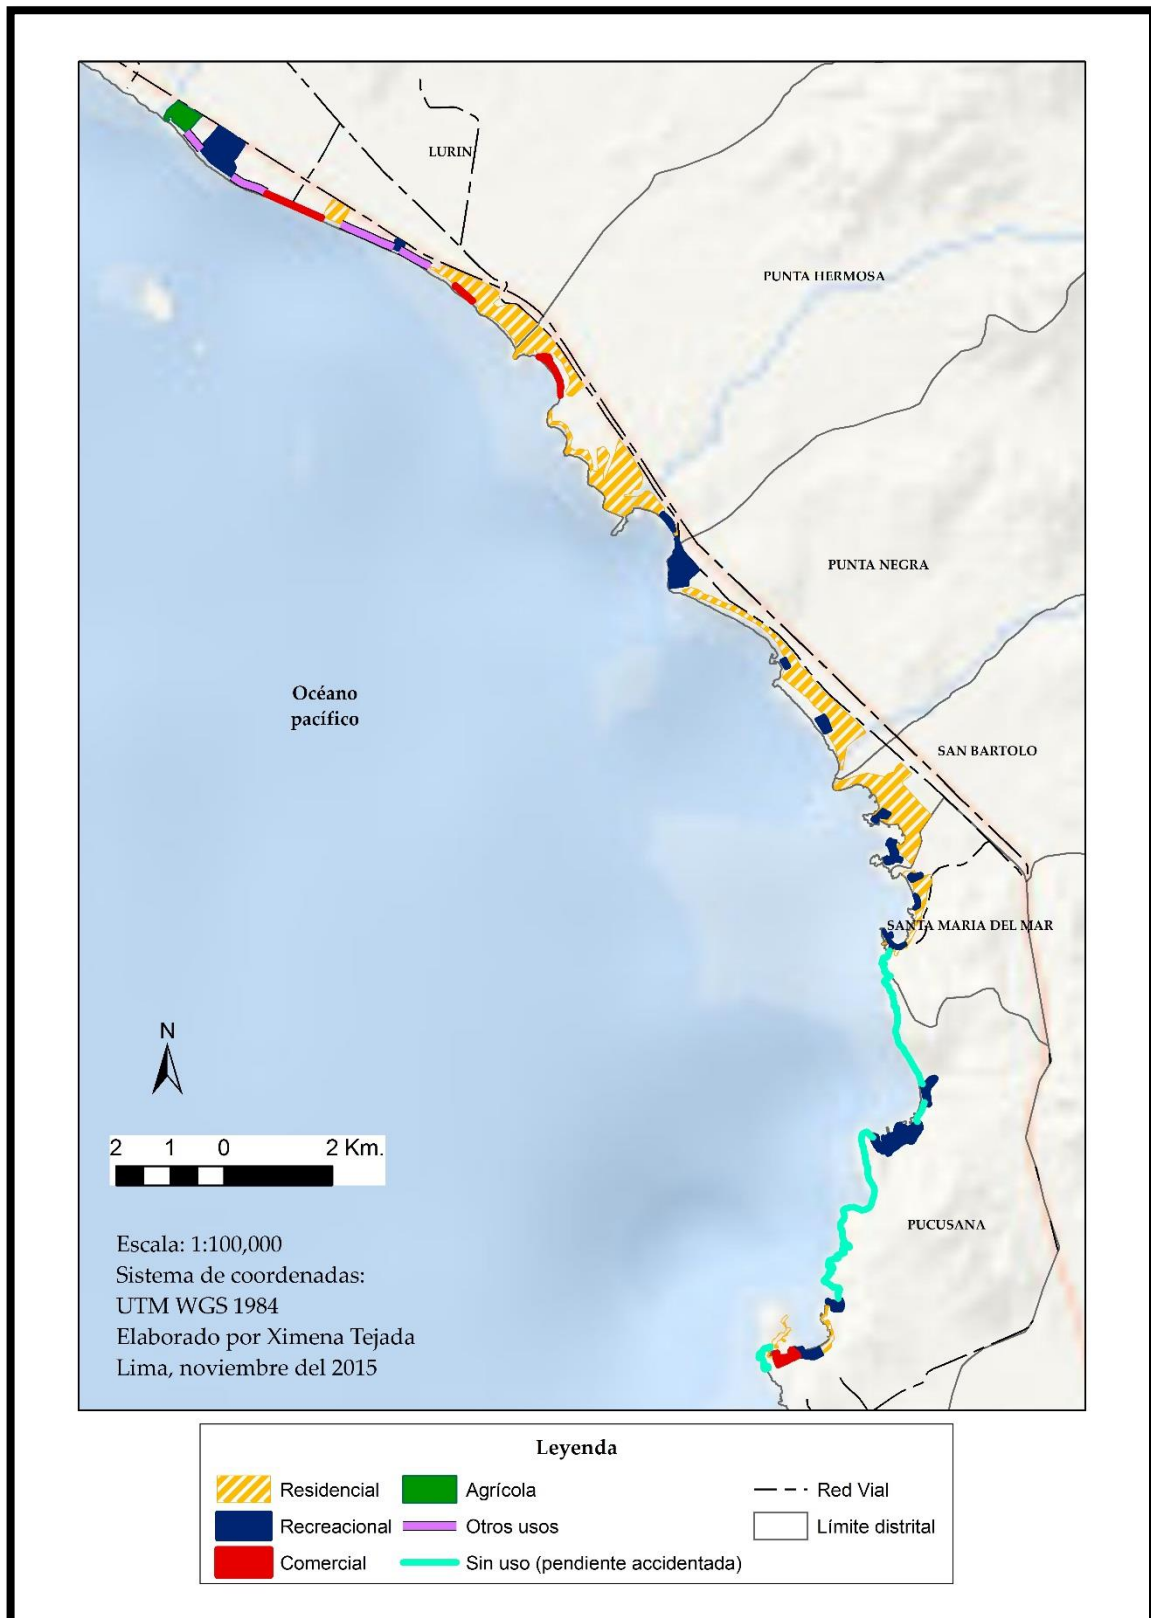 LURIN
PUNTA HERMOSA
PUNTA NEGRA
Océano
pacífico
SAN BARTOLO
SANTA MARIA DEL MAR
N
2 1 0 2 Km.
PUCUSANA
Escala: 1:100,000
Sistema de coordenadas:
UTM WGS 1984
Elaborado por Ximena Tejada
Lima, noviembre del 2015
Leyenda
Residencial
Agrícola
Red Vial
Recreacional
Otros usos
Límite distrital
Comercial
Sin uso (pendiente accidentada)